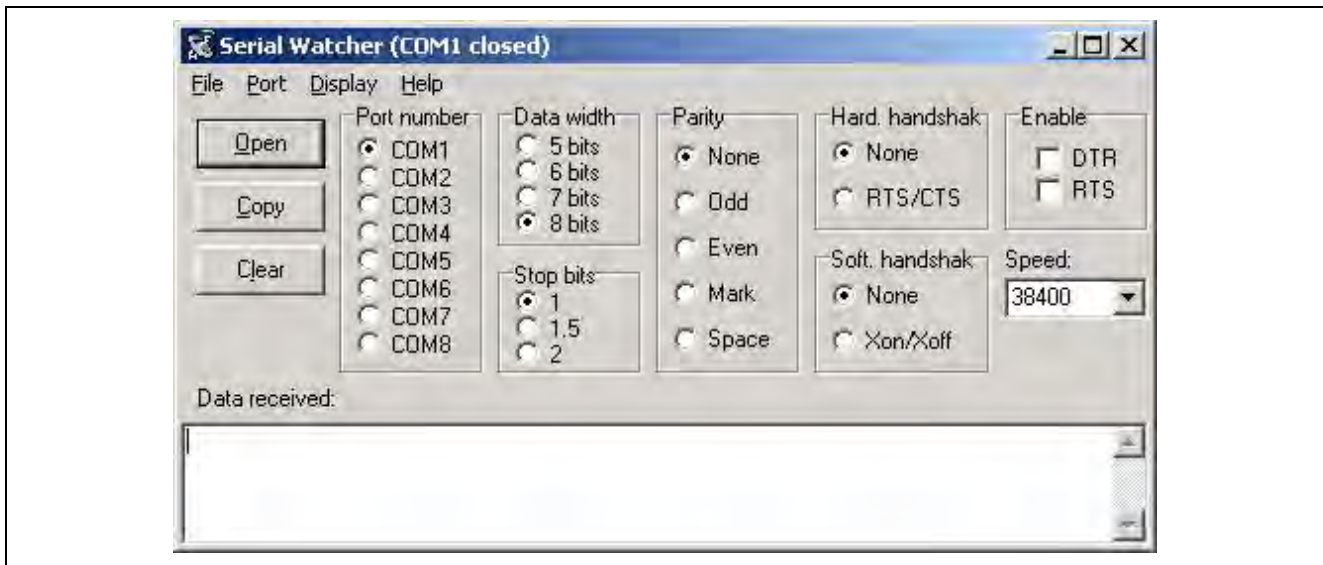 Serial Watcher (COM1 closed)
File Port Display Help
Open
Copy
Clear
Port number
COM1
COM2
COM3
COM4
COM5
COM6
COM7
COM8
Data width
5 bits
6 bits
7 bits
8 bits
Stop bits
1
1.5
2
Parity
None
Odd
Even
Mark
Space
Hard. handshak
None
RTS/CTS
Soft. handshak
None
Xon/Xoff
Enable
DTR
RTS
Speed:
38400
Data received: